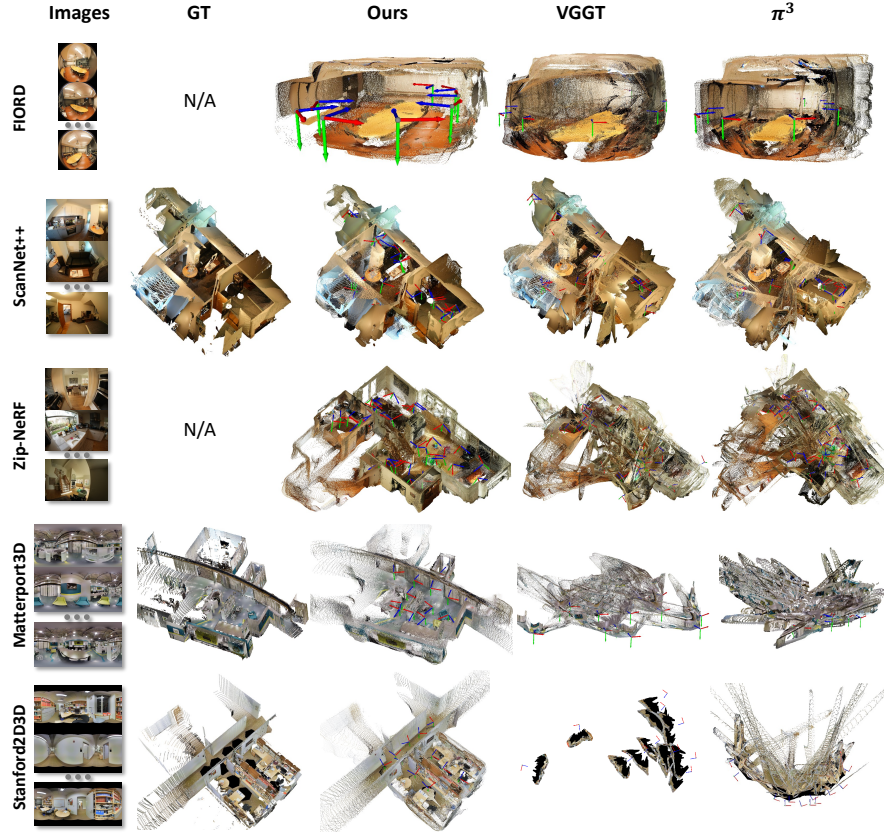 Images GT Ours VGGT π³
FIORD
N/A
ScanNet++
Zip-NeRF
N/A
Matterport3D
Stanford2D3D